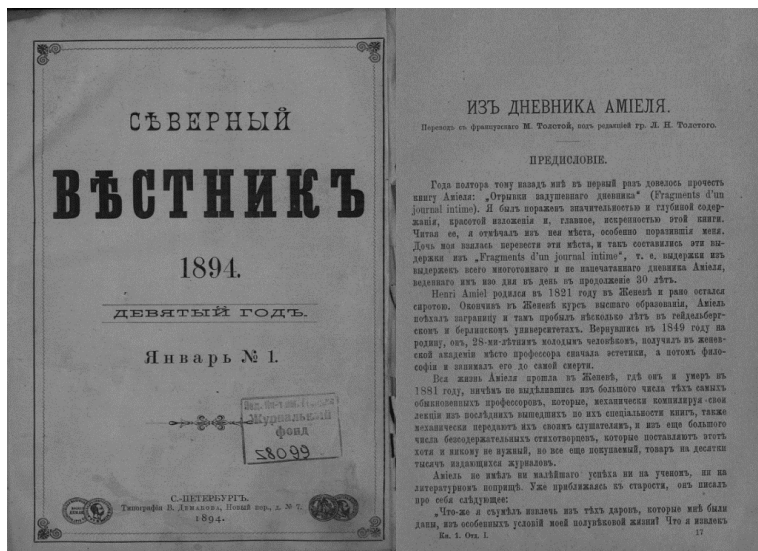 СѢВЕРНЫЙ
ВѢСТНИКЪ
1894.
ДЕВЯТЫЙ ГОДЪ.
Январь № 1.
Журнальный
фонд
28099
С.-ПЕТЕРБУРГЪ.
Типографія В. Демакова, Новый пер., д. № 7.
1894.
ИЗЪ ДНЕВНИКА АМІЕЛЯ.
Переводъ съ французскаго М. Толстой, подъ редакціей гр. Л. Н. Толстого.
ПРЕДИСЛОВІЕ.
Года полтора тому назадъ мнѣ въ первый разъ довелось прочесть
книгу Аміеля: „Отрывки задушевнаго дневника“ (Fragments d'un
journal intime). Я былъ пораженъ значительностью и глубиной содер-
жанія, красотой изложенія и, главное, искренностью этой книги.
Читая ее, я отмѣчалъ въ ней мѣста, особенно поразившія меня.
Дочь моя взялась перевести эти мѣста, и такъ составились эти вы-
держки изъ „Fragments d'un journal intime“, т. е. выдержки изъ
выдержекъ всего многотомнаго и не напечатаннаго дневника Аміеля,
веденнаго имъ изо дня въ день въ продолженіе 30 лѣтъ.
Henri Amiel родился въ 1821 году въ Женевѣ и рано остался
сиротою. Окончивъ въ Женевѣ курсъ высшаго образованія, Аміель
поѣхалъ заграницу и тамъ пробылъ нѣсколько лѣтъ въ гейдельберг-
скомъ и берлинскомъ университетахъ. Вернувшись въ 1849 году на
родину, онъ, 28-ми-лѣтнимъ молодымъ человѣкомъ, получалъ въ женев-
ской академіи мѣсто профессора сначала эстетики, а потомъ фило-
софіи и занималъ его до самой смерти.
Вся жизнь Аміеля прошла въ Женевѣ, гдѣ онъ и умеръ въ
1881 году, ничѣмъ не выдѣлившись изъ большого числа тѣхъ самыхъ
обыкновенныхъ профессоровъ, которые, механически компилируя свои
лекціи изъ послѣднихъ вышедшихъ по ихъ спеціальности книгъ, также
механически передаютъ ихъ своимъ слушателямъ, и изъ еще большого
числа безсодержательныхъ стихотворцевъ, которые поставляютъ этотъ
хотя и никому не нужный, но все еще покупаемый, товаръ на десятки
тысячъ издающихся журналовъ.
Аміель не имѣлъ ни малѣйшаго успѣха ни на ученомъ, ни на
литературномъ поприщѣ. Уже приближаясь къ старости, онъ писалъ
про себя слѣдующее:
„Что-же я съумѣлъ извлечь изъ тѣхъ даровъ, которые мнѣ были
даны, изъ особенныхъ условій моей полувѣковой жизни? Что я извлекъ
Кн. 1. Отд. I. 17